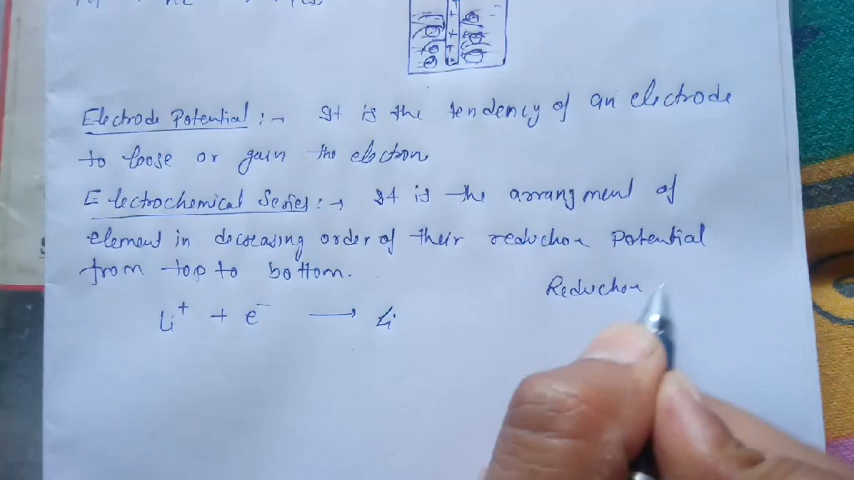 Electrode Potential :→ It is the tendency of an electrode
to loose or gain the electron
Electrochemical Series :→ It is the arrangment of
element in decreasing order of their reduction Potential
from top to bottom.
Reduction
Li⁺ + e⁻ → Li